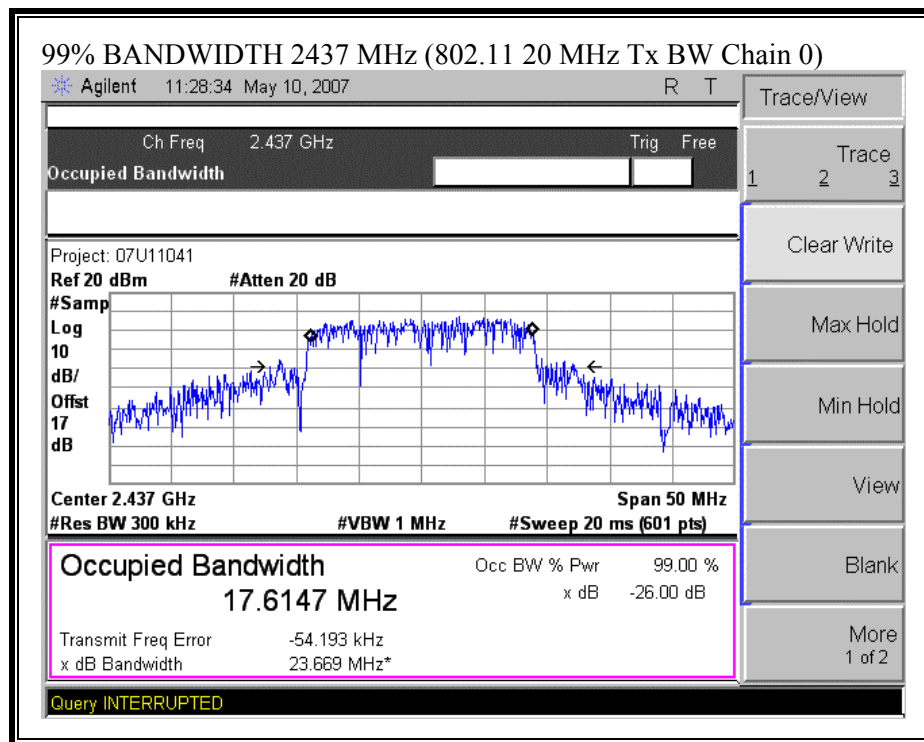 99% BANDWIDTH 2437 MHz (802.11 20 MHz Tx BW Chain 0)
Agilent 11:28:34 May 10, 2007 R T
Trace/View
Ch Freq 2.437 GHz Trig Free
Occupied Bandwidth
Trace
1 2 3
Clear Write
Max Hold
Min Hold
View
Blank
More
1 of 2
Project: 07U11041
Ref 20 dBm #Atten 20 dB
#Samp
Log
10
dB/
Offst
17
dB
Center 2.437 GHz Span 50 MHz
#Res BW 300 kHz #VBW 1 MHz #Sweep 20 ms (601 pts)
Occupied Bandwidth Occ BW % Pwr 99.00 %
17.6147 MHz x dB -26.00 dB
Transmit Freq Error -54.193 kHz
x dB Bandwidth 23.669 MHz*
Query INTERRUPTED